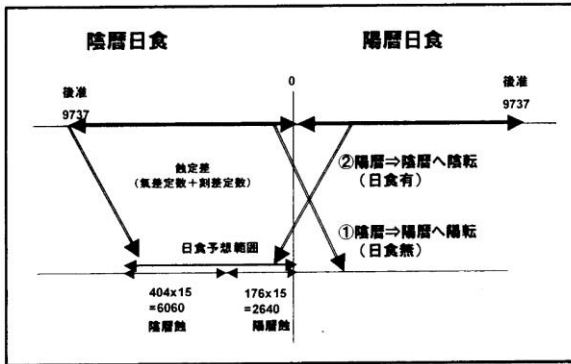 陰暦日食
陽暦日食
0
後准
9737
後准
9737
蝕定差
(氣差定数+刻差定数)
②陽暦⇒陰暦へ陰転
(日食有)
①陰暦⇒陽暦へ陽転
(日食無)
日食予想範囲
404x15
=6060
陰暦蝕
176x15
=2640
陽暦蝕